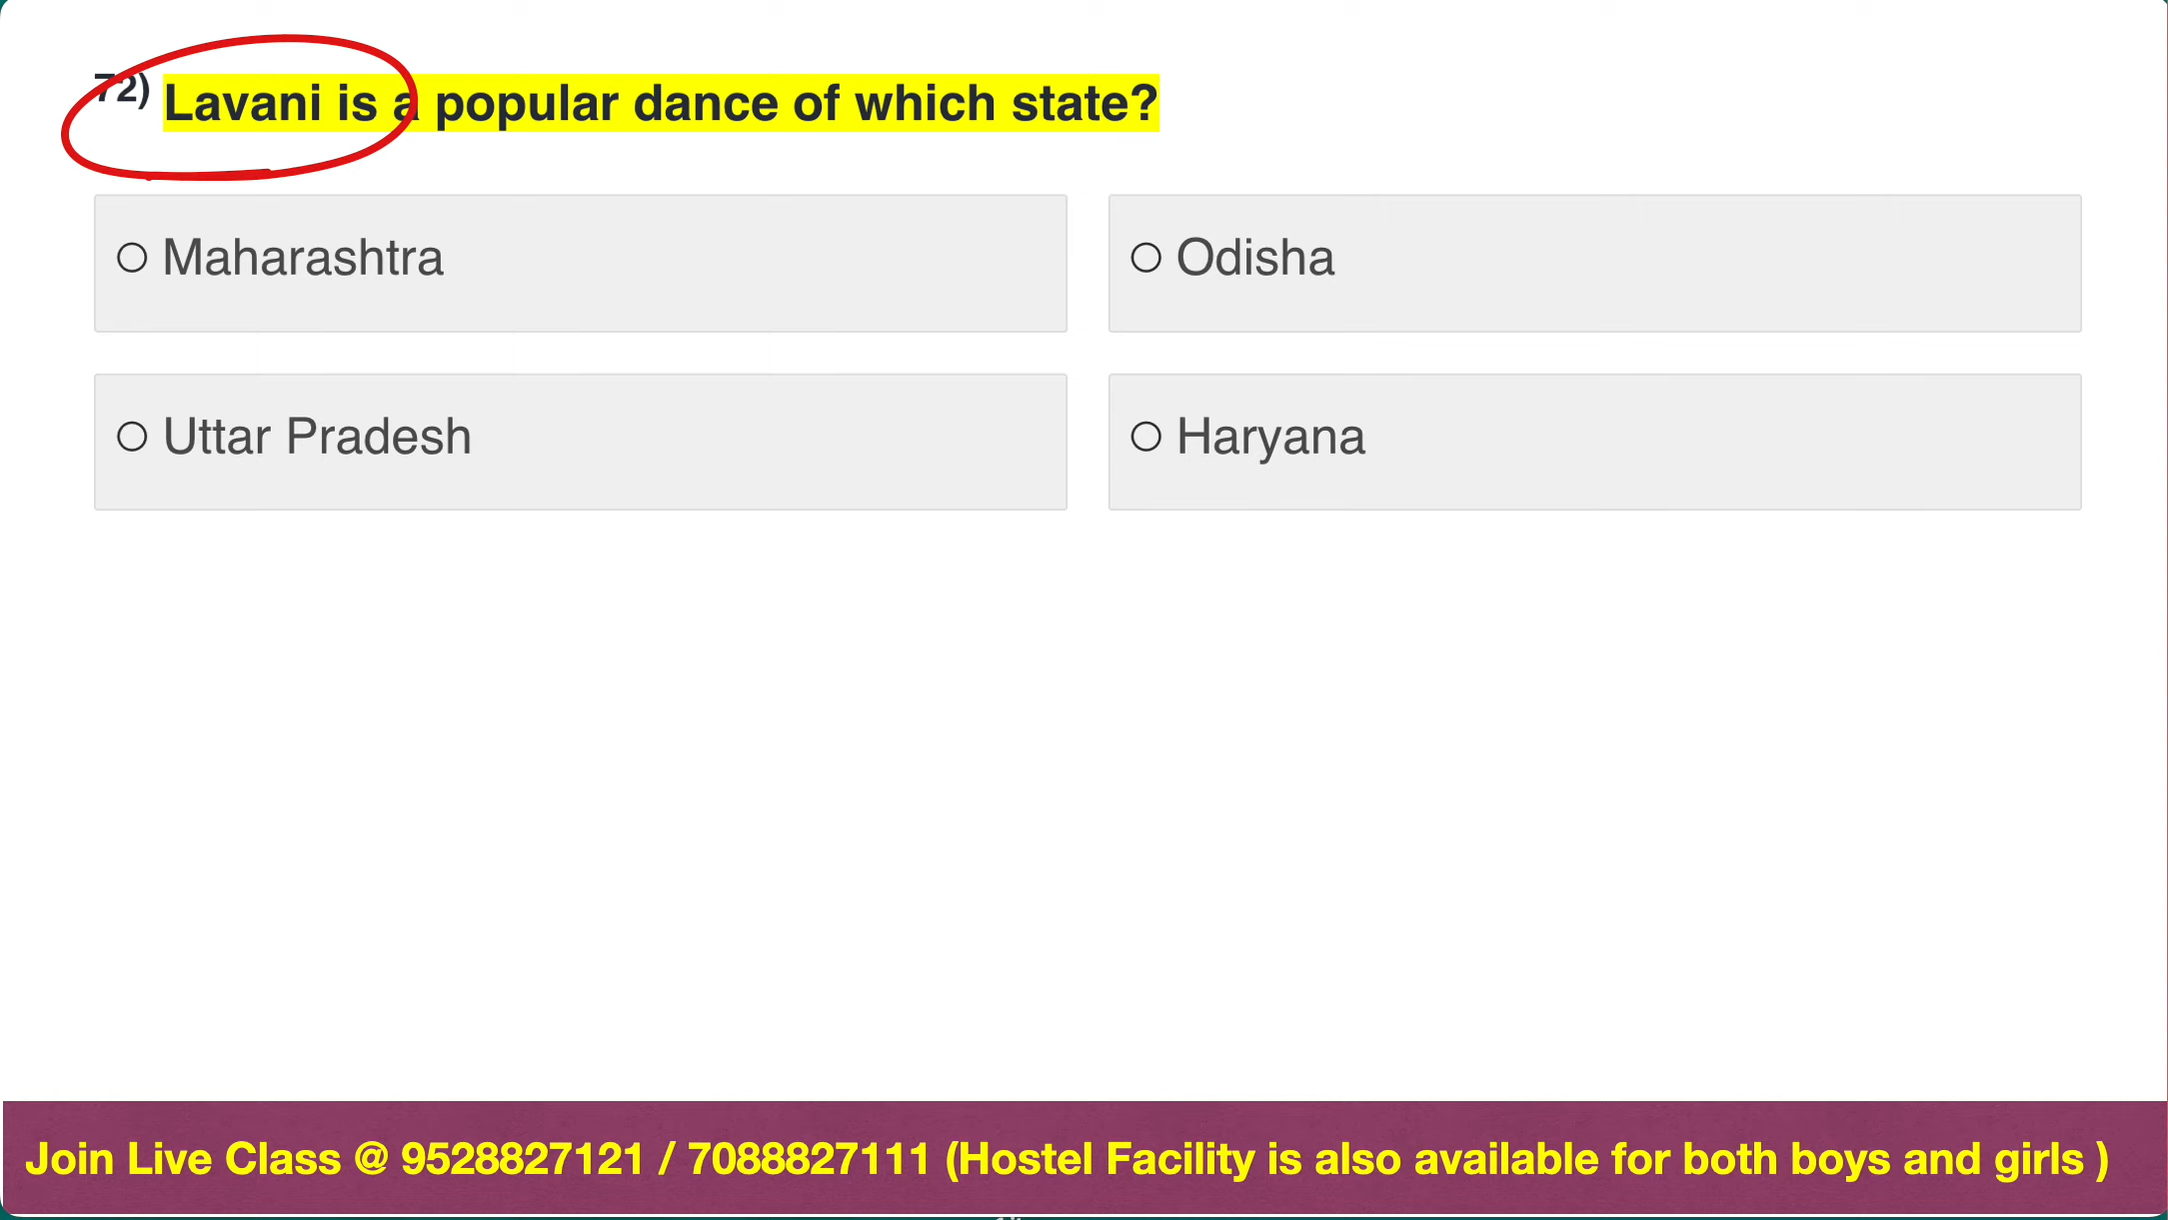 72) Lavani is a popular dance of which state?
Maharashtra
Odisha
Uttar Pradesh
Haryana
Join Live Class @ 9528827121 / 7088827111 (Hostel Facility is also available for both boys and girls )